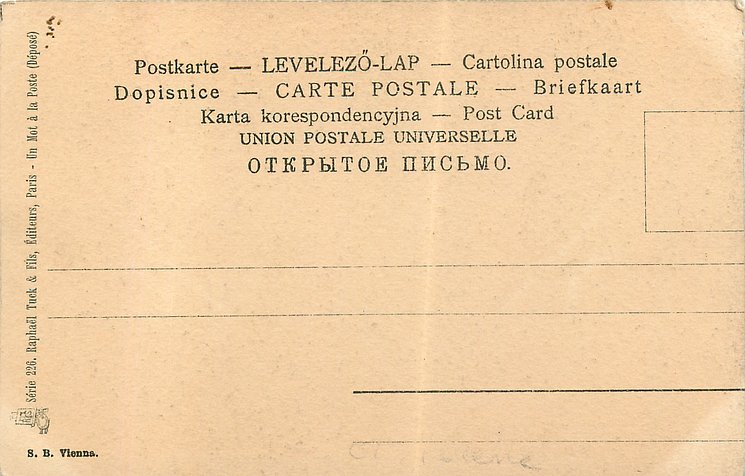 Postkarte — LEVELEZŐ-LAP — Cartolina postale
Dopisnice — CARTE POSTALE — Briefkaart
Karta korespondencyjna — Post Card
UNION POSTALE UNIVERSELLE
ОТКРЫТОЕ ПИСЬМО.
Série 226. Raphaël Tuck & Fils, Éditeurs, Paris - Un Mot à la Poste (Déposé)
S. B. Vienna.